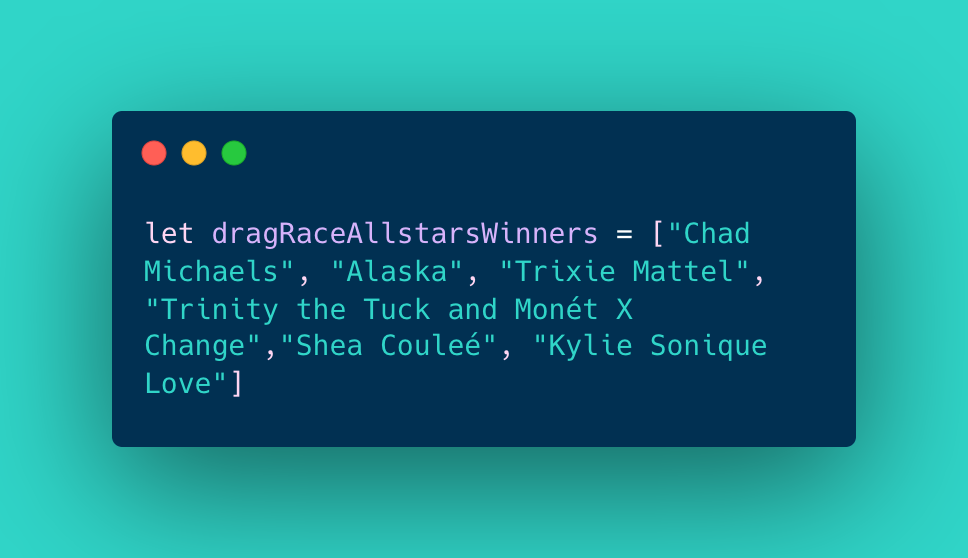 let dragRaceAllstarsWinners = ["Chad
Michaels", "Alaska", "Trixie Mattel",
"Trinity the Tuck and Monét X
Change","Shea Couleé", "Kylie Sonique
Love"]